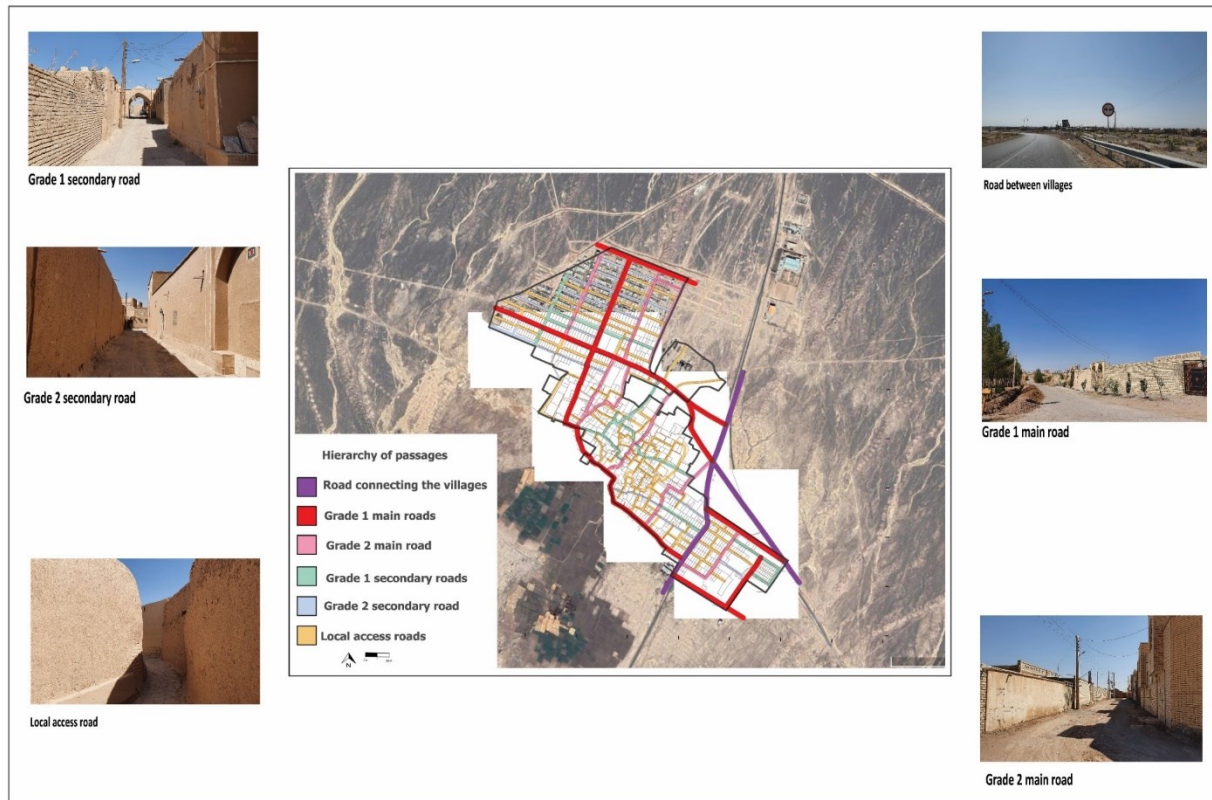 Grade 1 secondary road
Grade 2 secondary road
Local access road
Hierarchy of passages
Road connecting the villages
Grade 1 main roads
Grade 2 main road
Grade 1 secondary roads
Grade 2 secondary road
Local access roads
N
Road between villages
Grade 1 main road
Grade 2 main road